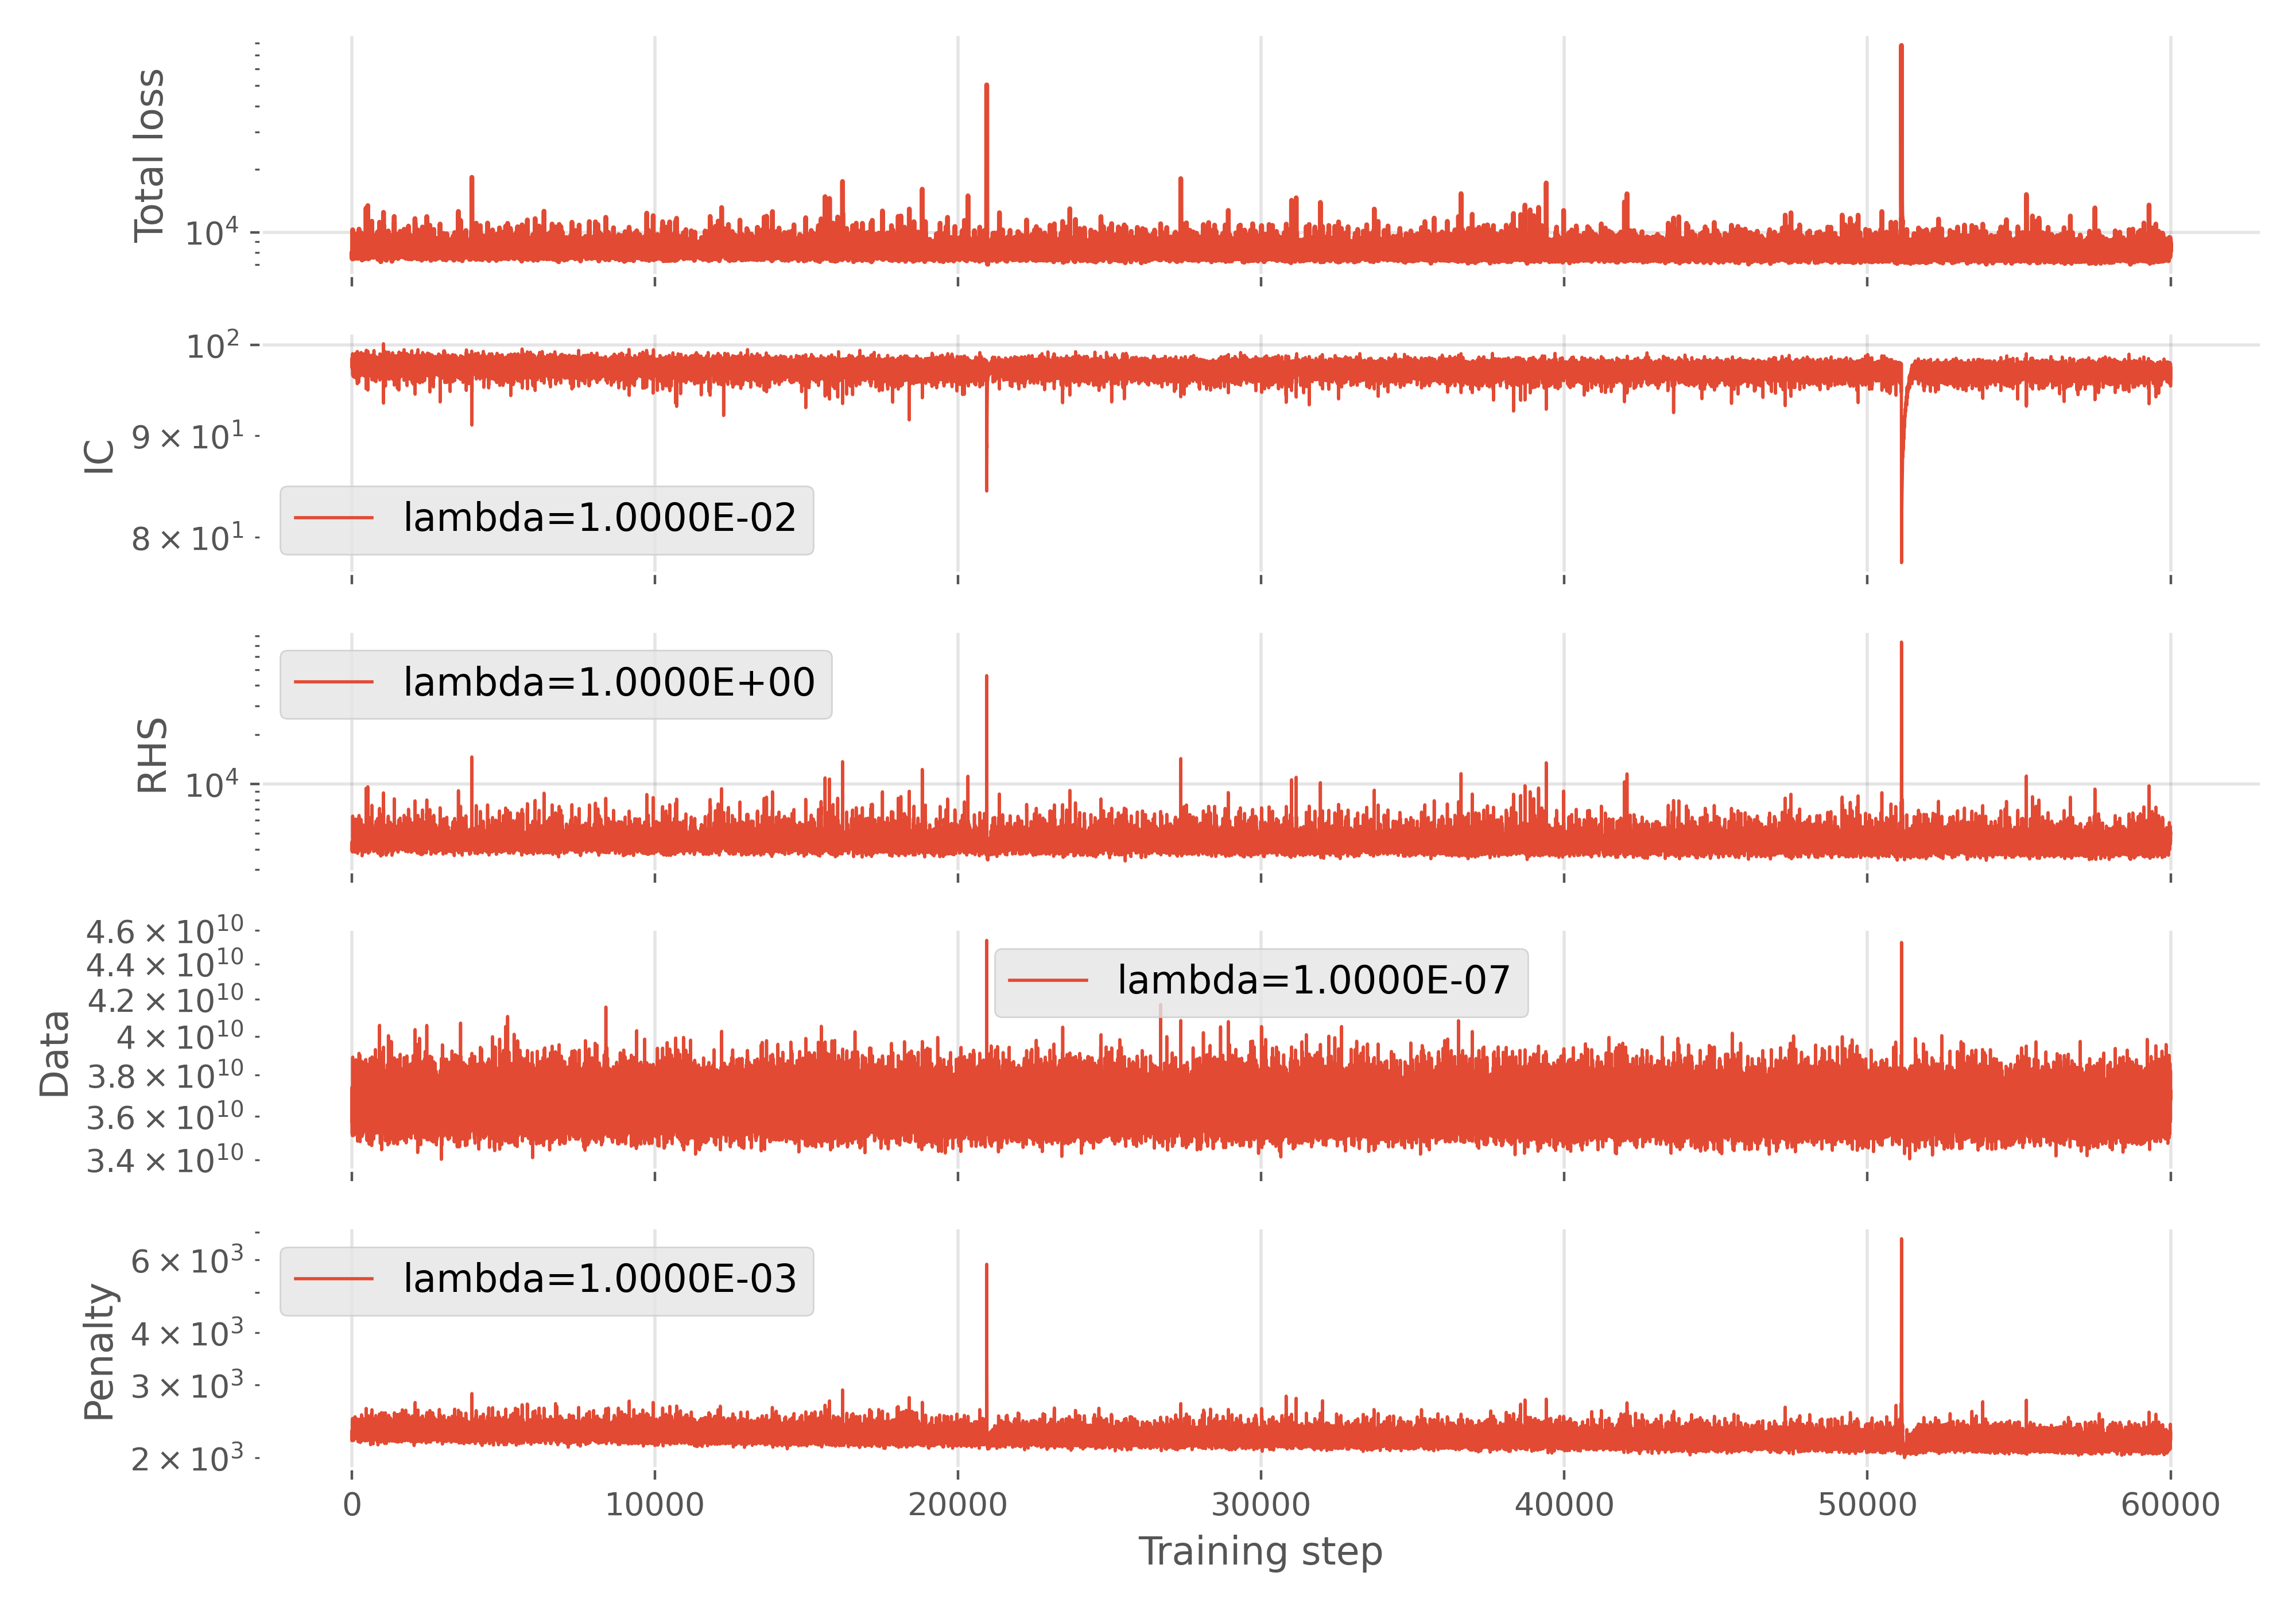 Total loss
10^4
IC
10^2
9 × 10^1
8 × 10^1
lambda=1.0000E-02
RHS
10^4
lambda=1.0000E+00
Data
4.6 × 10^10
4.4 × 10^10
4.2 × 10^10
4 × 10^10
3.8 × 10^10
3.6 × 10^10
3.4 × 10^10
lambda=1.0000E-07
Penalty
6 × 10^3
4 × 10^3
3 × 10^3
2 × 10^3
lambda=1.0000E-03
0 10000 20000 30000 40000 50000 60000
Training step